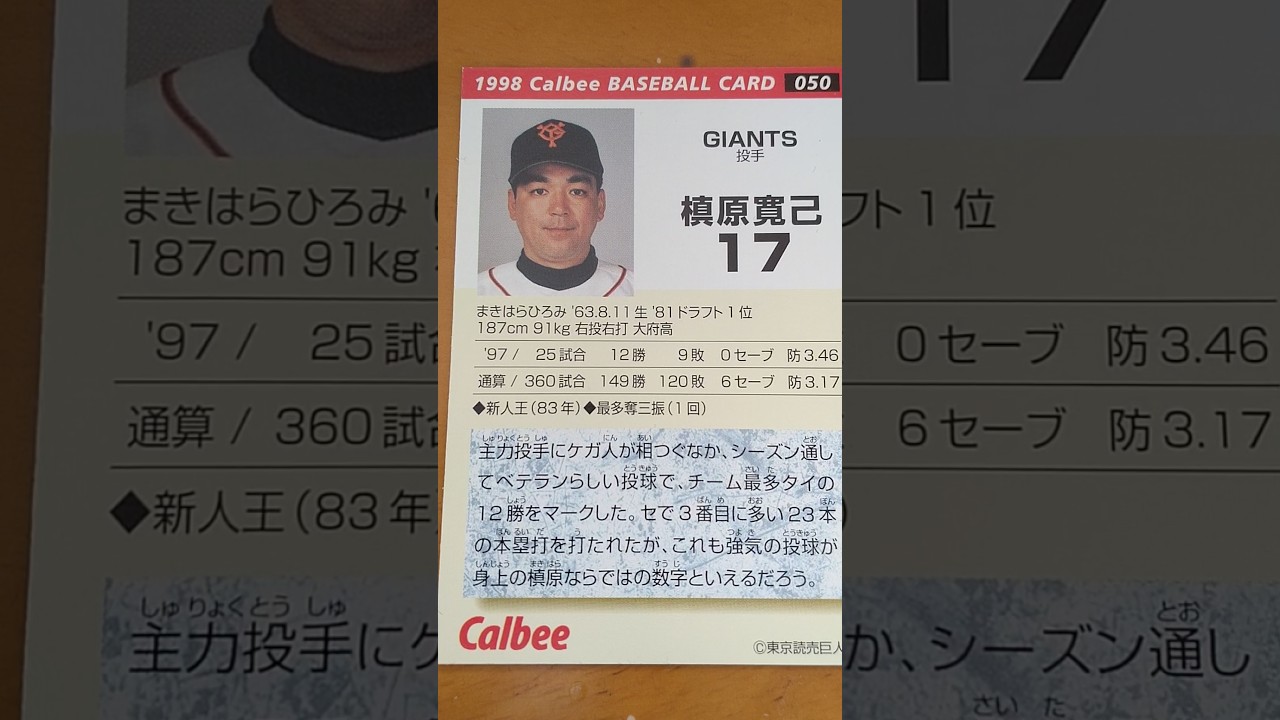 1998 Calbee BASEBALL CARD 050
GIANTS
投手
槙原寛己
17
まきはらひろみ '63.8.11生 '81ドラフト1位
187cm 91kg 右投右打 大府高
'97 / 25試合 12勝 9敗 0セーブ 防3.46
通算 / 360試合 149勝 120敗 6セーブ 防3.17
◆新人王(83年)◆最多奪三振(1回)
主力投手にケガ人が相つぐなか、シーズン通し
てベテランらしい投球で、チーム最多タイの
12勝をマークした。セで3番目に多い23本
の本塁打を打たれたが、これも強気の投球が
身上の槙原ならではの数字といえるだろう。
Calbee
©東京読売巨人